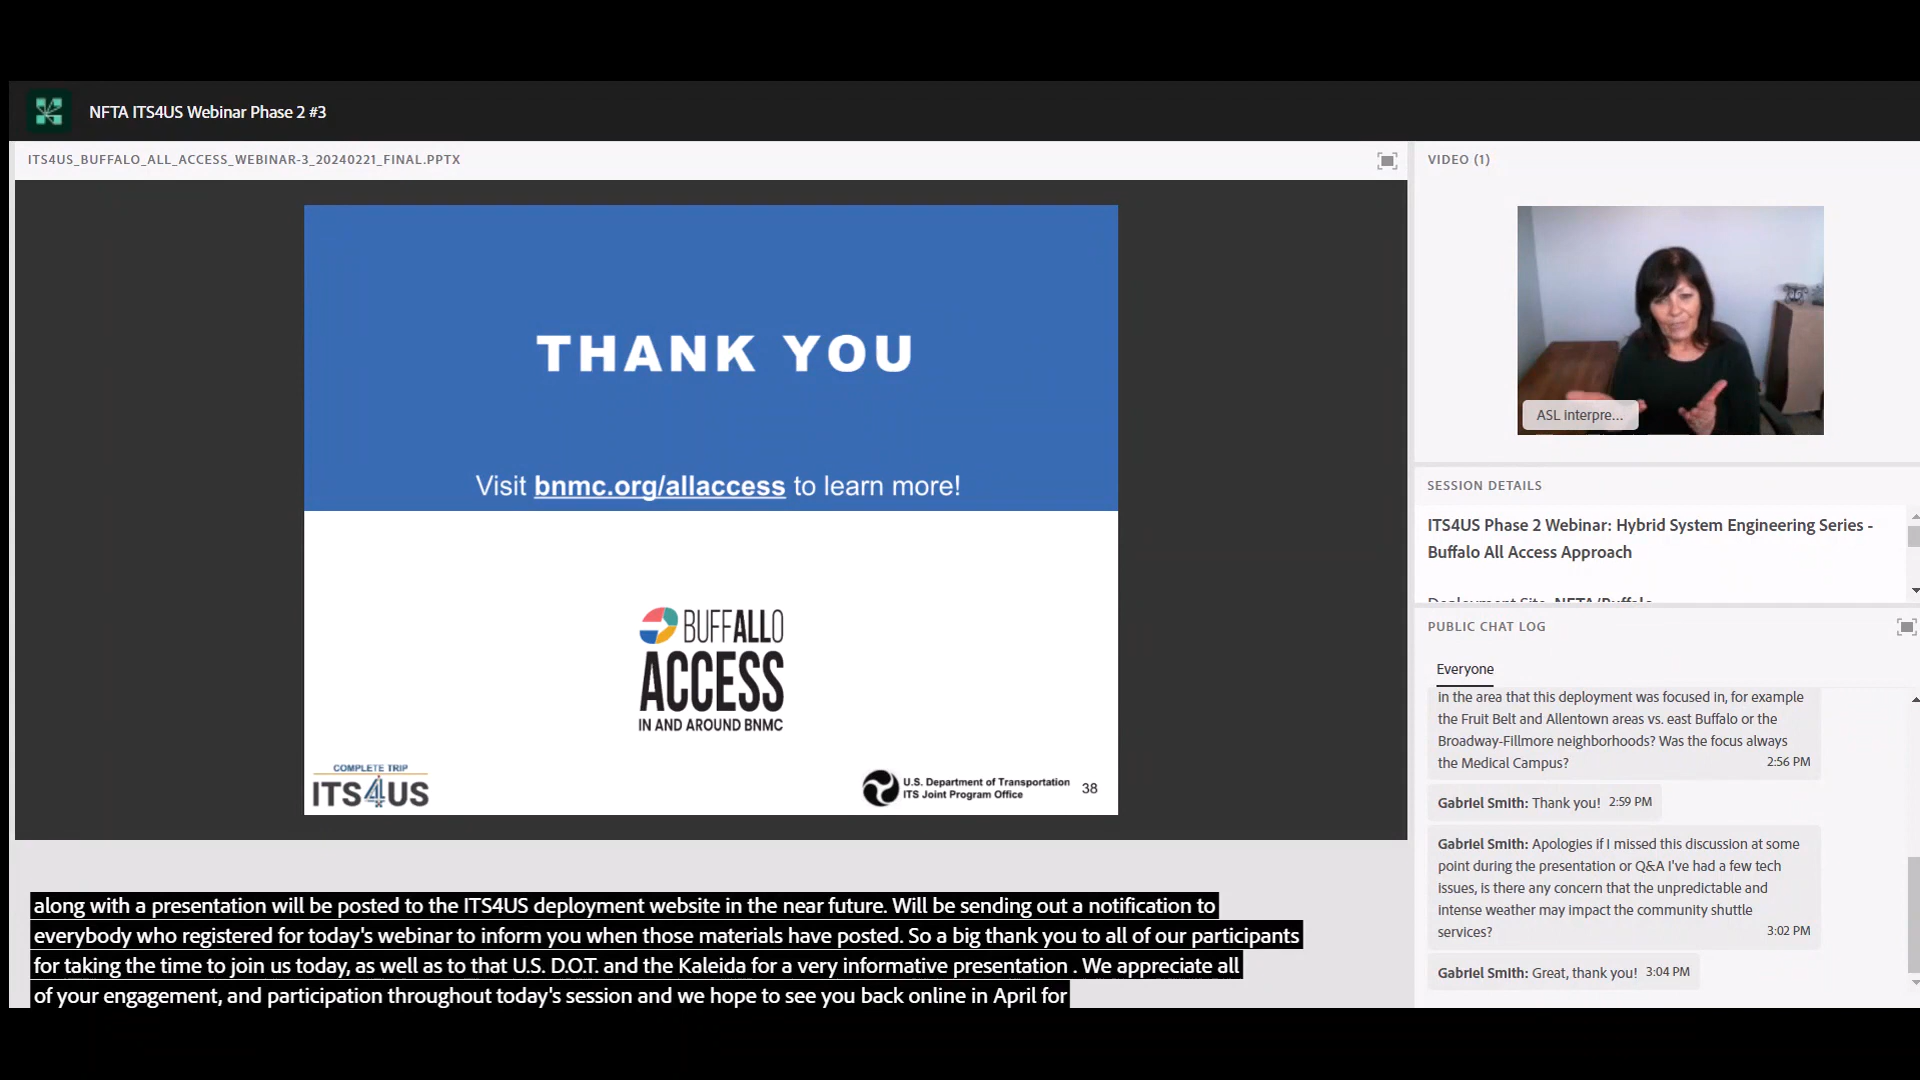 NFTA ITS4US Webinar Phase 2 #3
ITS4US_BUFFALO_ALL_ACCESS_WEBINAR-3_20240221_FINAL.PPTX
THANK YOU
Visit bnmc.org/allaccess to learn more!
BUFFALLO
ACCESS
IN AND AROUND BNMC
COMPLETE TRIP
ITS4US
U.S. Department of Transportation
ITS Joint Program Office
38
along with a presentation will be posted to the ITS4US deployment website in the near future. Will be sending out a notification to
everybody who registered for today's webinar to inform you when those materials have posted. So a big thank you to all of our participants
for taking the time to join us today, as well as to that U.S. D.O.T. and the Kaleida for a very informative presentation . We appreciate all
of your engagement, and participation throughout today's session and we hope to see you back online in April for
VIDEO (1)
ASL interpre...
SESSION DETAILS
ITS4US Phase 2 Webinar: Hybrid System Engineering Series -
Buffalo All Access Approach
Deployment Site: NFTA/Buffalo
PUBLIC CHAT LOG
Everyone
in the area that this deployment was focused in, for example
the Fruit Belt and Allentown areas vs. east Buffalo or the
Broadway-Fillmore neighborhoods? Was the focus always
the Medical Campus? 2:56 PM
Gabriel Smith: Thank you! 2:59 PM
Gabriel Smith: Apologies if I missed this discussion at some
point during the presentation or Q&A I've had a few tech
issues, is there any concern that the unpredictable and
intense weather may impact the community shuttle
services? 3:02 PM
Gabriel Smith: Great, thank you! 3:04 PM